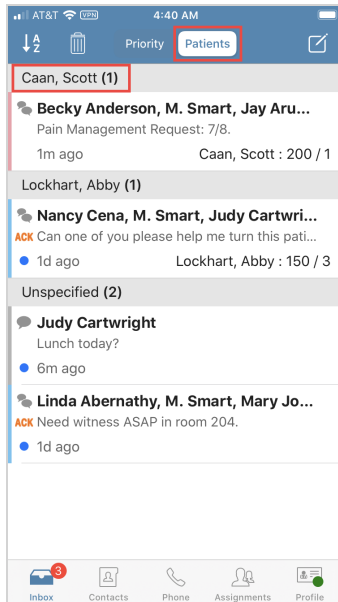 AT&T VPN 4:40 AM
A
Z
Priority Patients
Caan, Scott (1)
Becky Anderson, M. Smart, Jay Aru...
Pain Management Request: 7/8.
1m ago Caan, Scott : 200 / 1
Lockhart, Abby (1)
Nancy Cena, M. Smart, Judy Cartwri...
ACK Can one of you please help me turn this pati...
1d ago Lockhart, Abby : 150 / 3
Unspecified (2)
Judy Cartwright
Lunch today?
6m ago
Linda Abernathy, M. Smart, Mary Jo...
ACK Need witness ASAP in room 204.
1d ago
3
Inbox Contacts Phone Assignments Profile